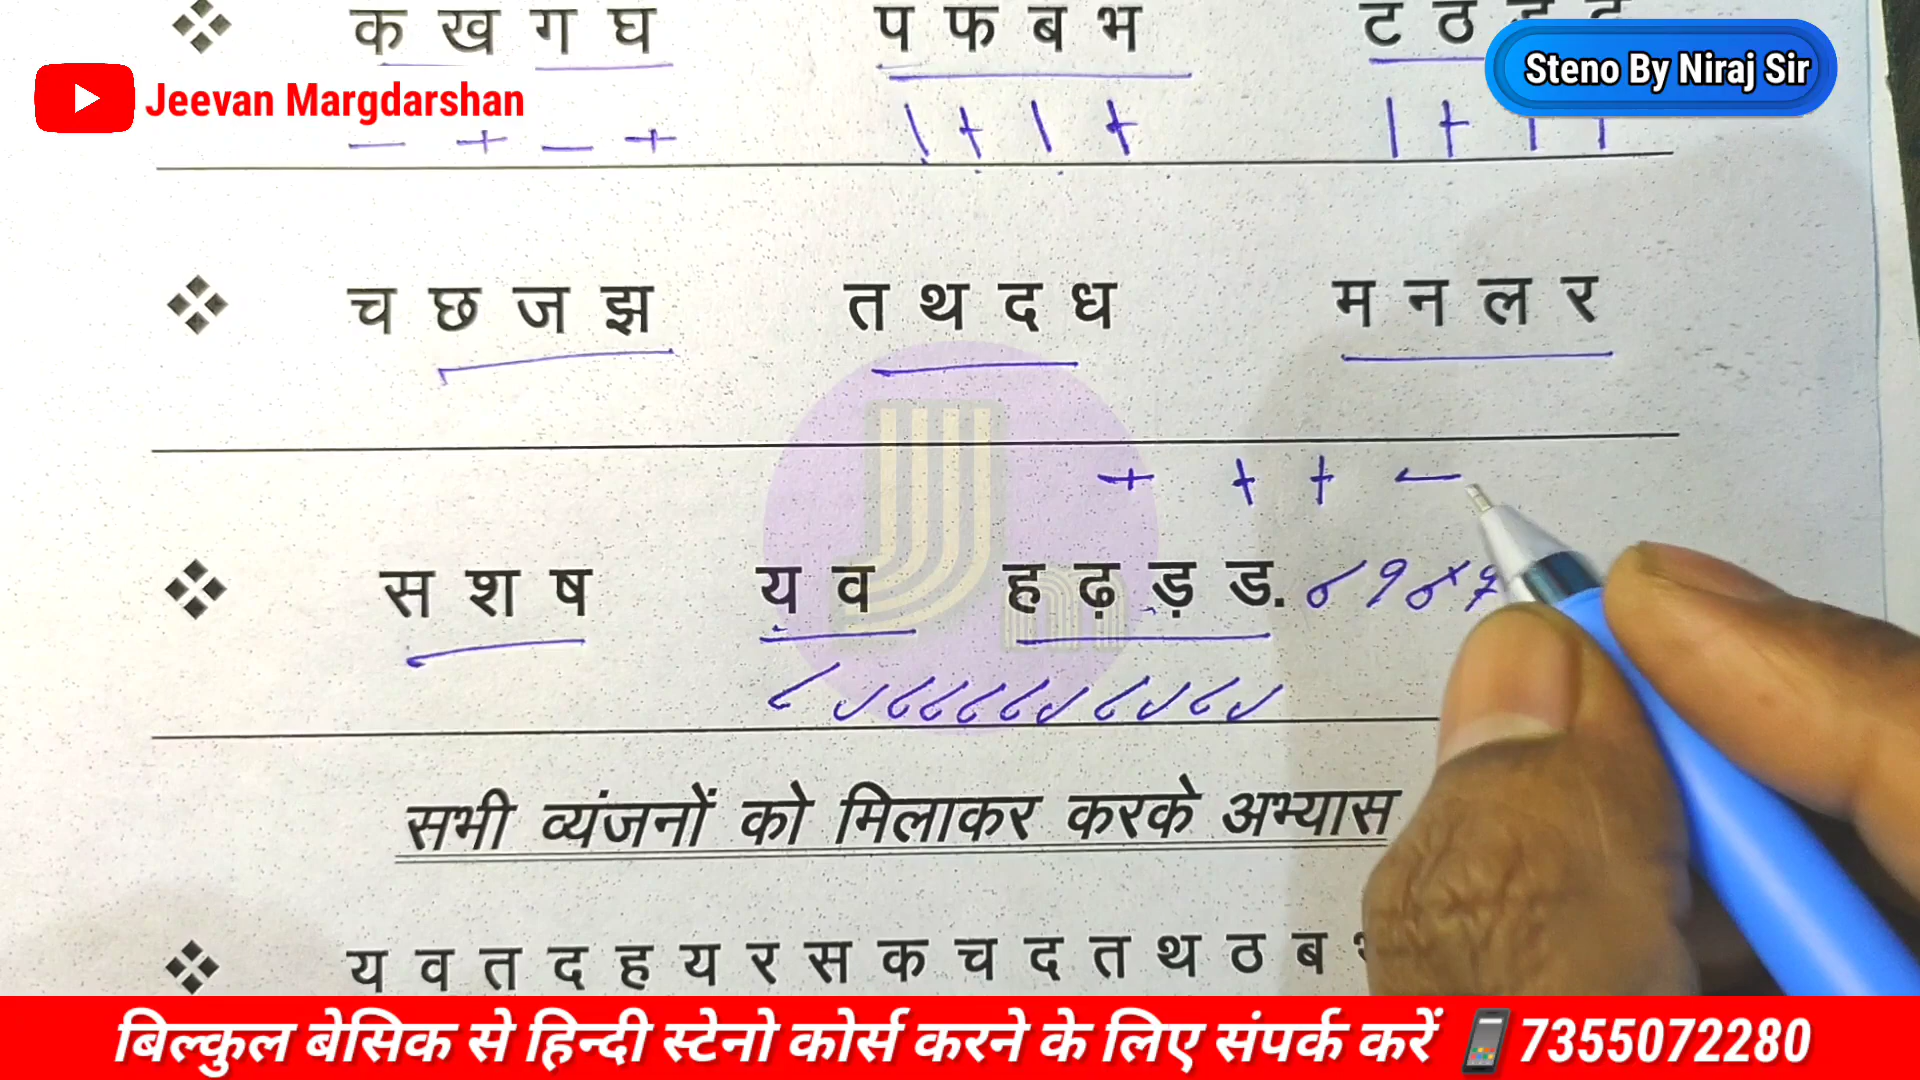 क ख ग घ प फ ब भ ट ठ
Steno By Niraj Sir
Jeevan Margdarshan
च छ ज झ त थ द ध म न ल र
स श ष य व ह ढ़ ड़ ड.
सभी व्यंजनों को मिलाकर करके अभ्यास
य व त द ह य र स क च द त थ ठ ब
बिल्कुल बेसिक से हिन्दी स्टेनो कोर्स करने के लिए संपर्क करें 📱7355072280